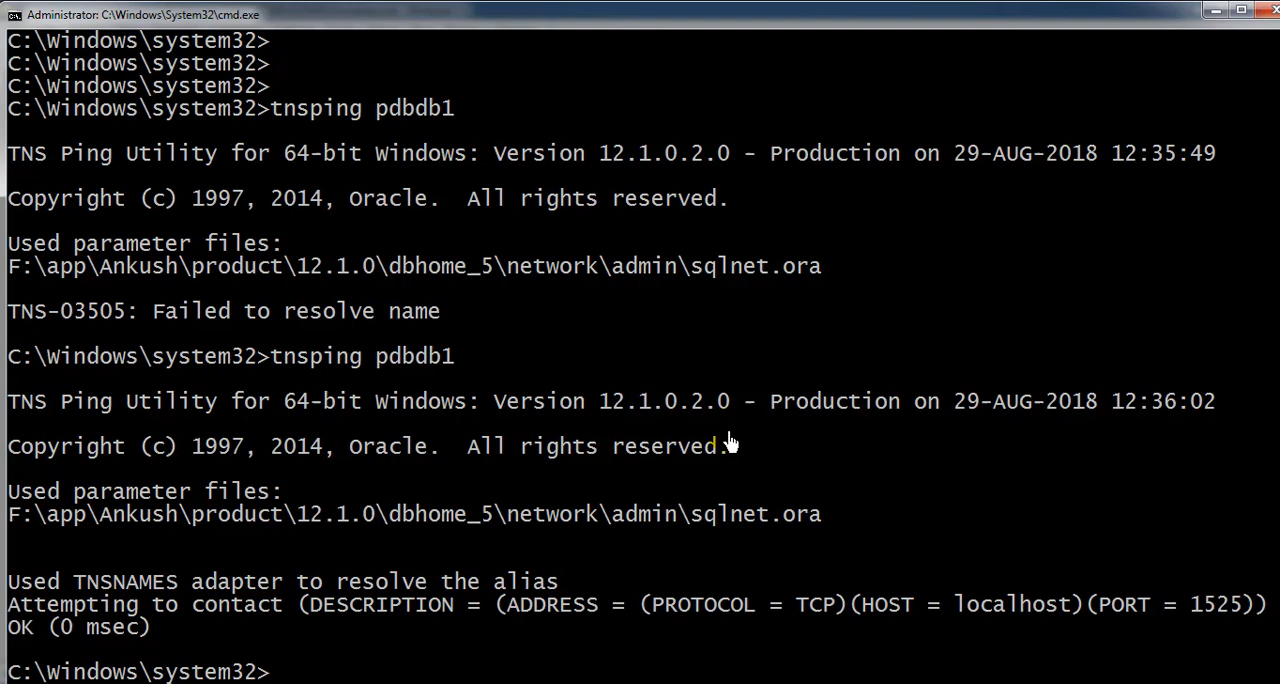 Administrator: C:\Windows\System32\cmd.exe
C:\Windows\system32>
C:\Windows\system32>
C:\Windows\system32>
C:\Windows\system32>tnsping pdbdb1
TNS Ping Utility for 64-bit Windows: Version 12.1.0.2.0 - Production on 29-AUG-2018 12:35:49
Copyright (c) 1997, 2014, Oracle.  All rights reserved.
Used parameter files:
F:\app\Ankush\product\12.1.0\dbhome_5\network\admin\sqlnet.ora
TNS-03505: Failed to resolve name
C:\Windows\system32>tnsping pdbdb1
TNS Ping Utility for 64-bit Windows: Version 12.1.0.2.0 - Production on 29-AUG-2018 12:36:02
Copyright (c) 1997, 2014, Oracle.  All rights reserved.
Used parameter files:
F:\app\Ankush\product\12.1.0\dbhome_5\network\admin\sqlnet.ora
Used TNSNAMES adapter to resolve the alias
Attempting to contact (DESCRIPTION = (ADDRESS = (PROTOCOL = TCP)(HOST = localhost)(PORT = 1525))
OK (0 msec)
C:\Windows\system32>